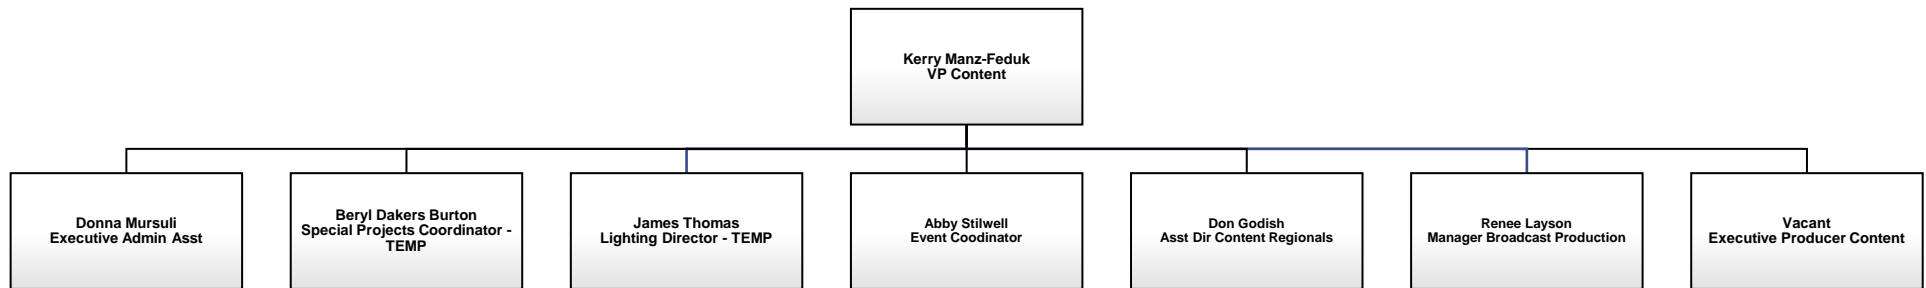 Kerry Manz-Feduk
VP Content
Donna Mursuli
Executive Admin Asst
Beryl Dakers Burton
Special Projects Coordinator -
TEMP
James Thomas
Lighting Director - TEMP
Abby Stilwell
Event Coodinator
Don Godish
Asst Dir Content Regionals
Renee Layson
Manager Broadcast Production
Vacant
Executive Producer Content